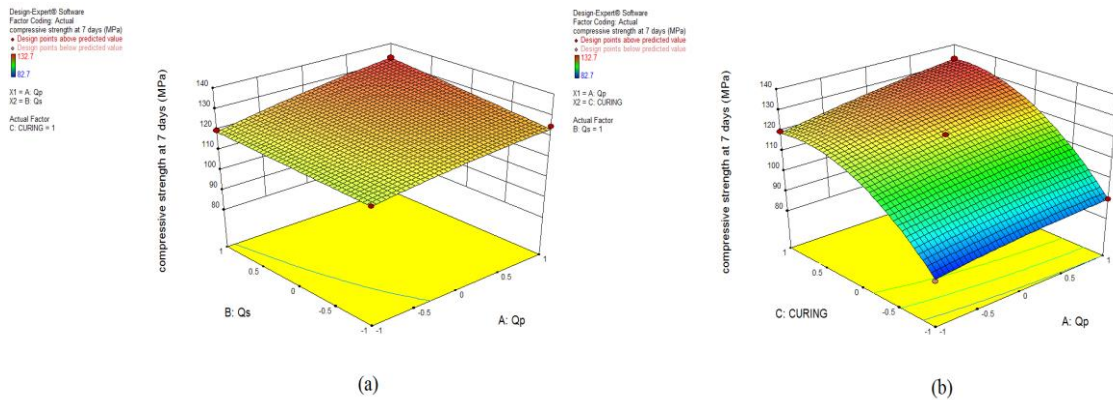 Design-Expert® Software
Factor Coding: Actual
compressive strength at 7 days (MPa)
Design points above predicted value
Design points below predicted value
132.7
82.7
X1 = A: Qp
X2 = B: Qs
Actual Factor
C: CURING = 1
compressive strength at 7 days (MPa)
140
130
120
110
100
90
80
1
0.5
0
-0.5
-1
B: Qs
-1
-0.5
0
0.5
1
A: Qp
(a)
Design-Expert® Software
Factor Coding: Actual
compressive strength at 7 days (MPa)
Design points above predicted value
Design points below predicted value
132.7
82.7
X1 = A: Qp
X2 = C: CURING
Actual Factor
B: Qs = 1
compressive strength at 7 days (MPa)
140
130
120
110
100
90
80
1
0.5
0
-0.5
-1
C: CURING
-1
-0.5
0
0.5
1
A: Qp
(b)